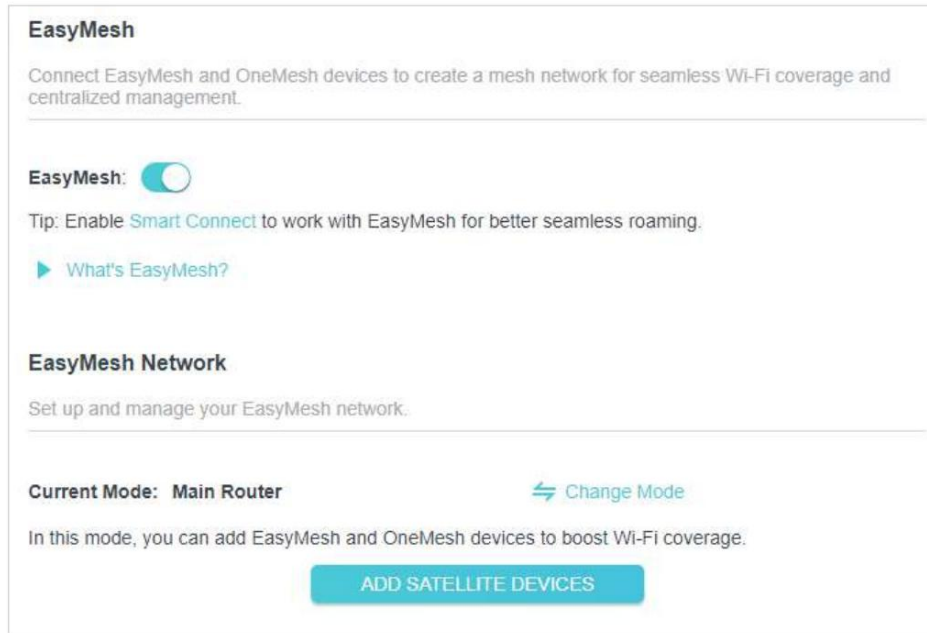 EasyMesh
Connect EasyMesh and OneMesh devices to create a mesh network for seamless Wi-Fi coverage and
centralized management.
EasyMesh:
Tip: Enable Smart Connect to work with EasyMesh for better seamless roaming.
What's EasyMesh?
EasyMesh Network
Set up and manage your EasyMesh network.
Current Mode: Main Router Change Mode
In this mode, you can add EasyMesh and OneMesh devices to boost Wi-Fi coverage.
ADD SATELLITE DEVICES